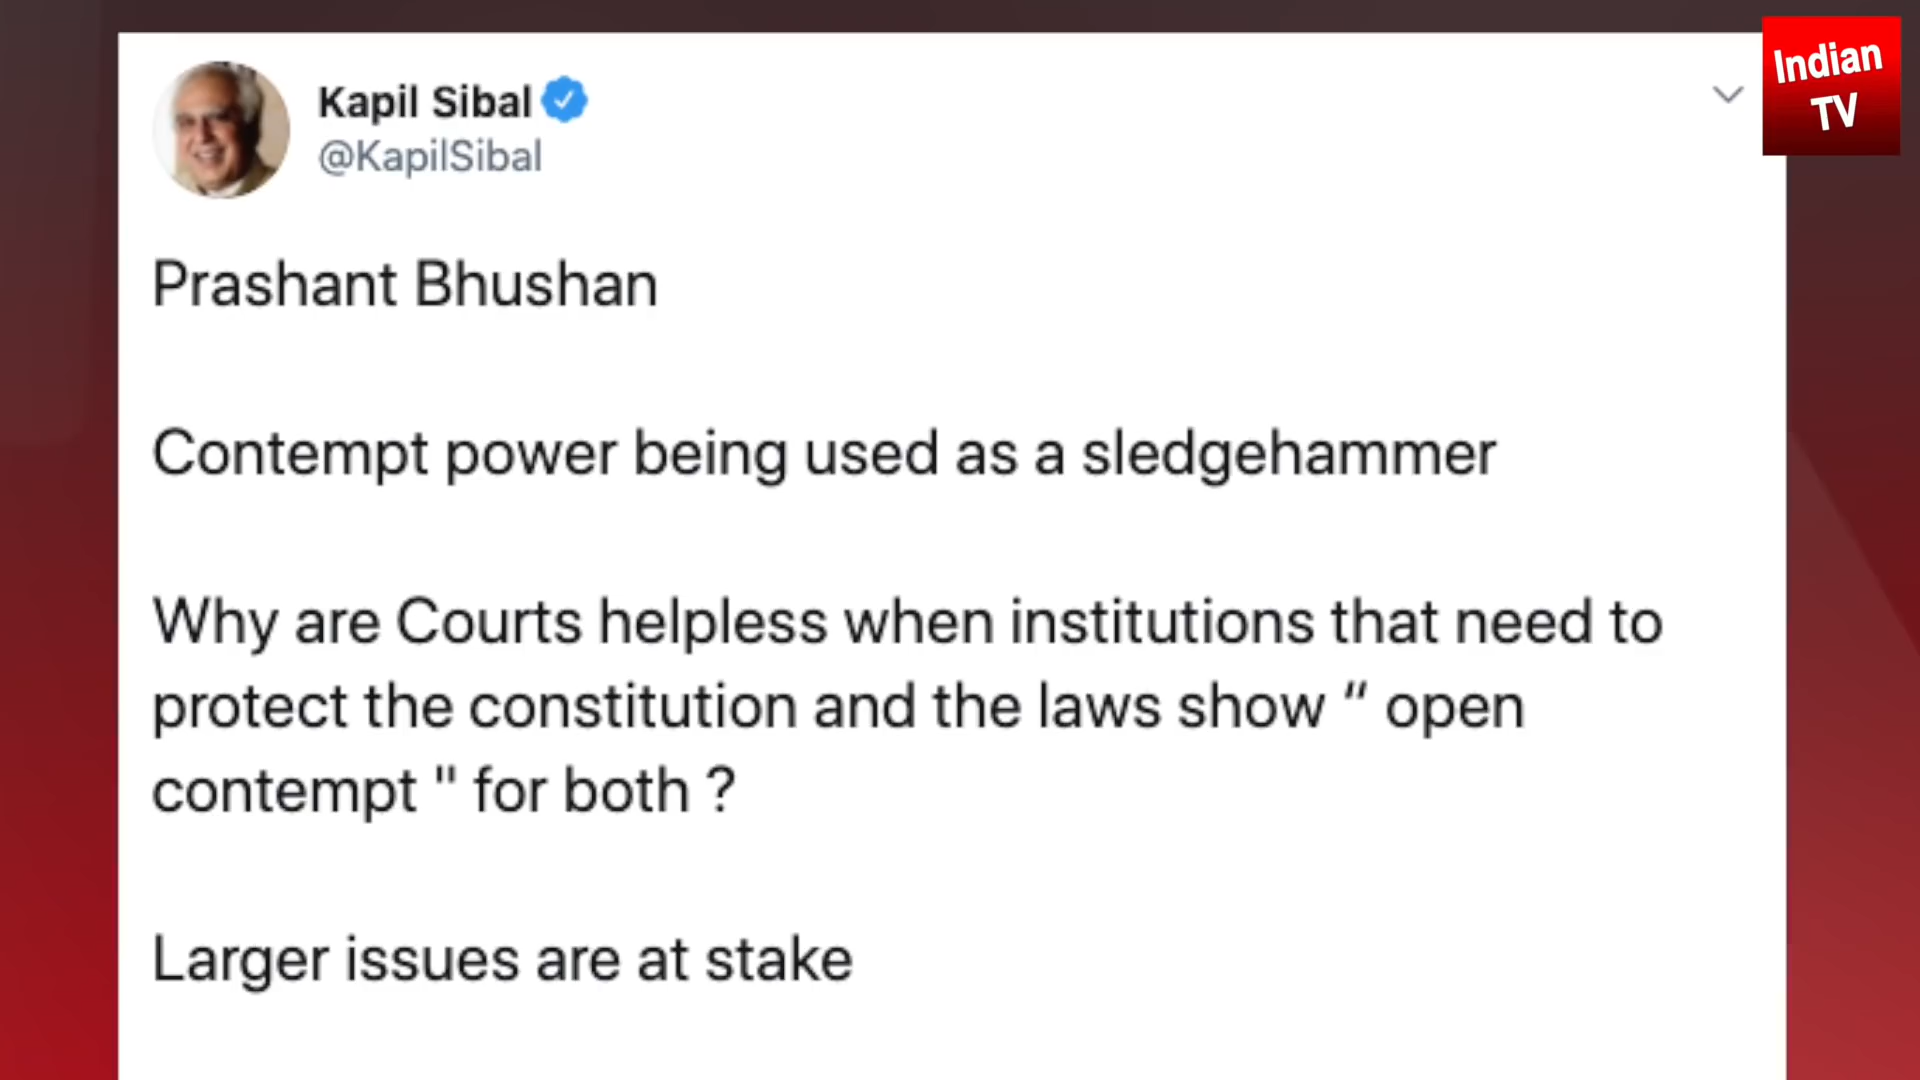 Kapil Sibal
@KapilSibal
Indian
TV
Prashant Bhushan
Contempt power being used as a sledgehammer
Why are Courts helpless when institutions that need to
protect the constitution and the laws show “ open
contempt " for both ?
Larger issues are at stake